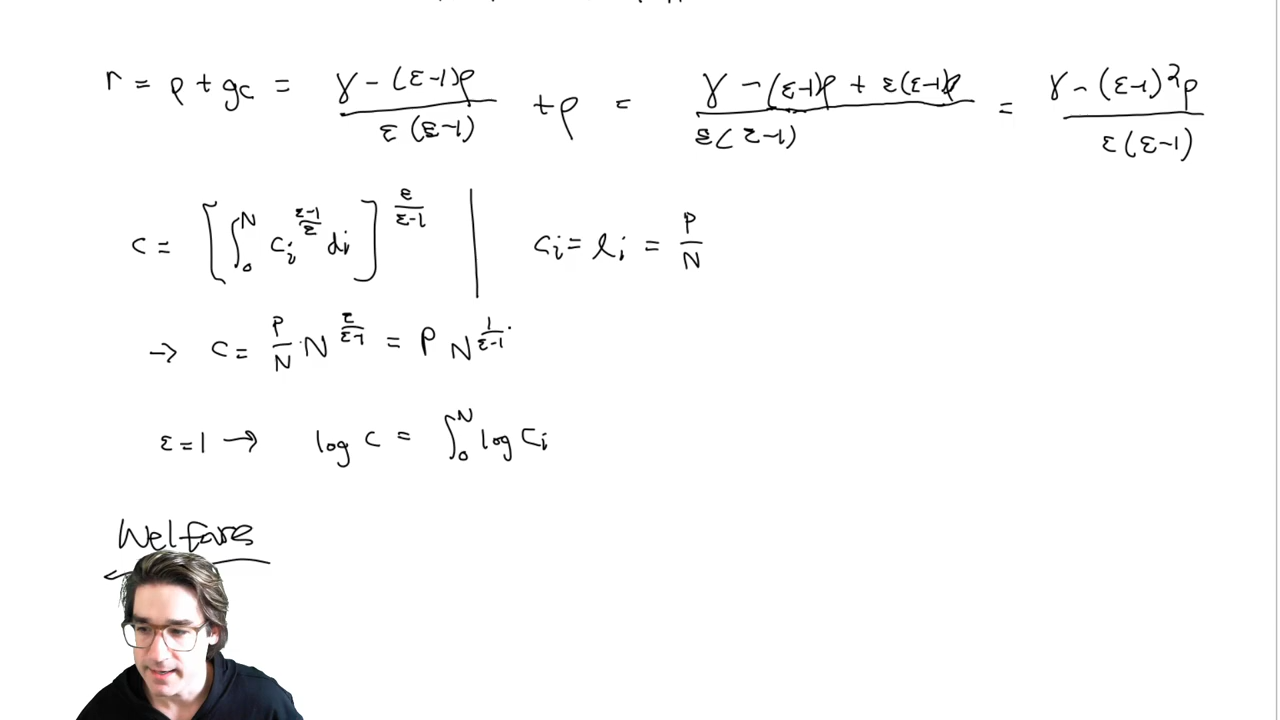 r = ρ + gc = γ - (ε-1)ρ / ε(ε-1) + ρ = γ - (ε-1)ρ + ε(ε-1)ρ / ε(ε-1) = γ - (ε-1)²ρ / ε(ε-1)
c = [∫₀ᴺ c_i^{(ε-1)/ε} di]^{ε/(ε-1)} | c_i = l_i = P/N
→ c = P/N · N^{ε/(ε-1)} = P N^{1/(ε-1)}
ε=1 → log c = ∫₀ᴺ log c_i
Welfare